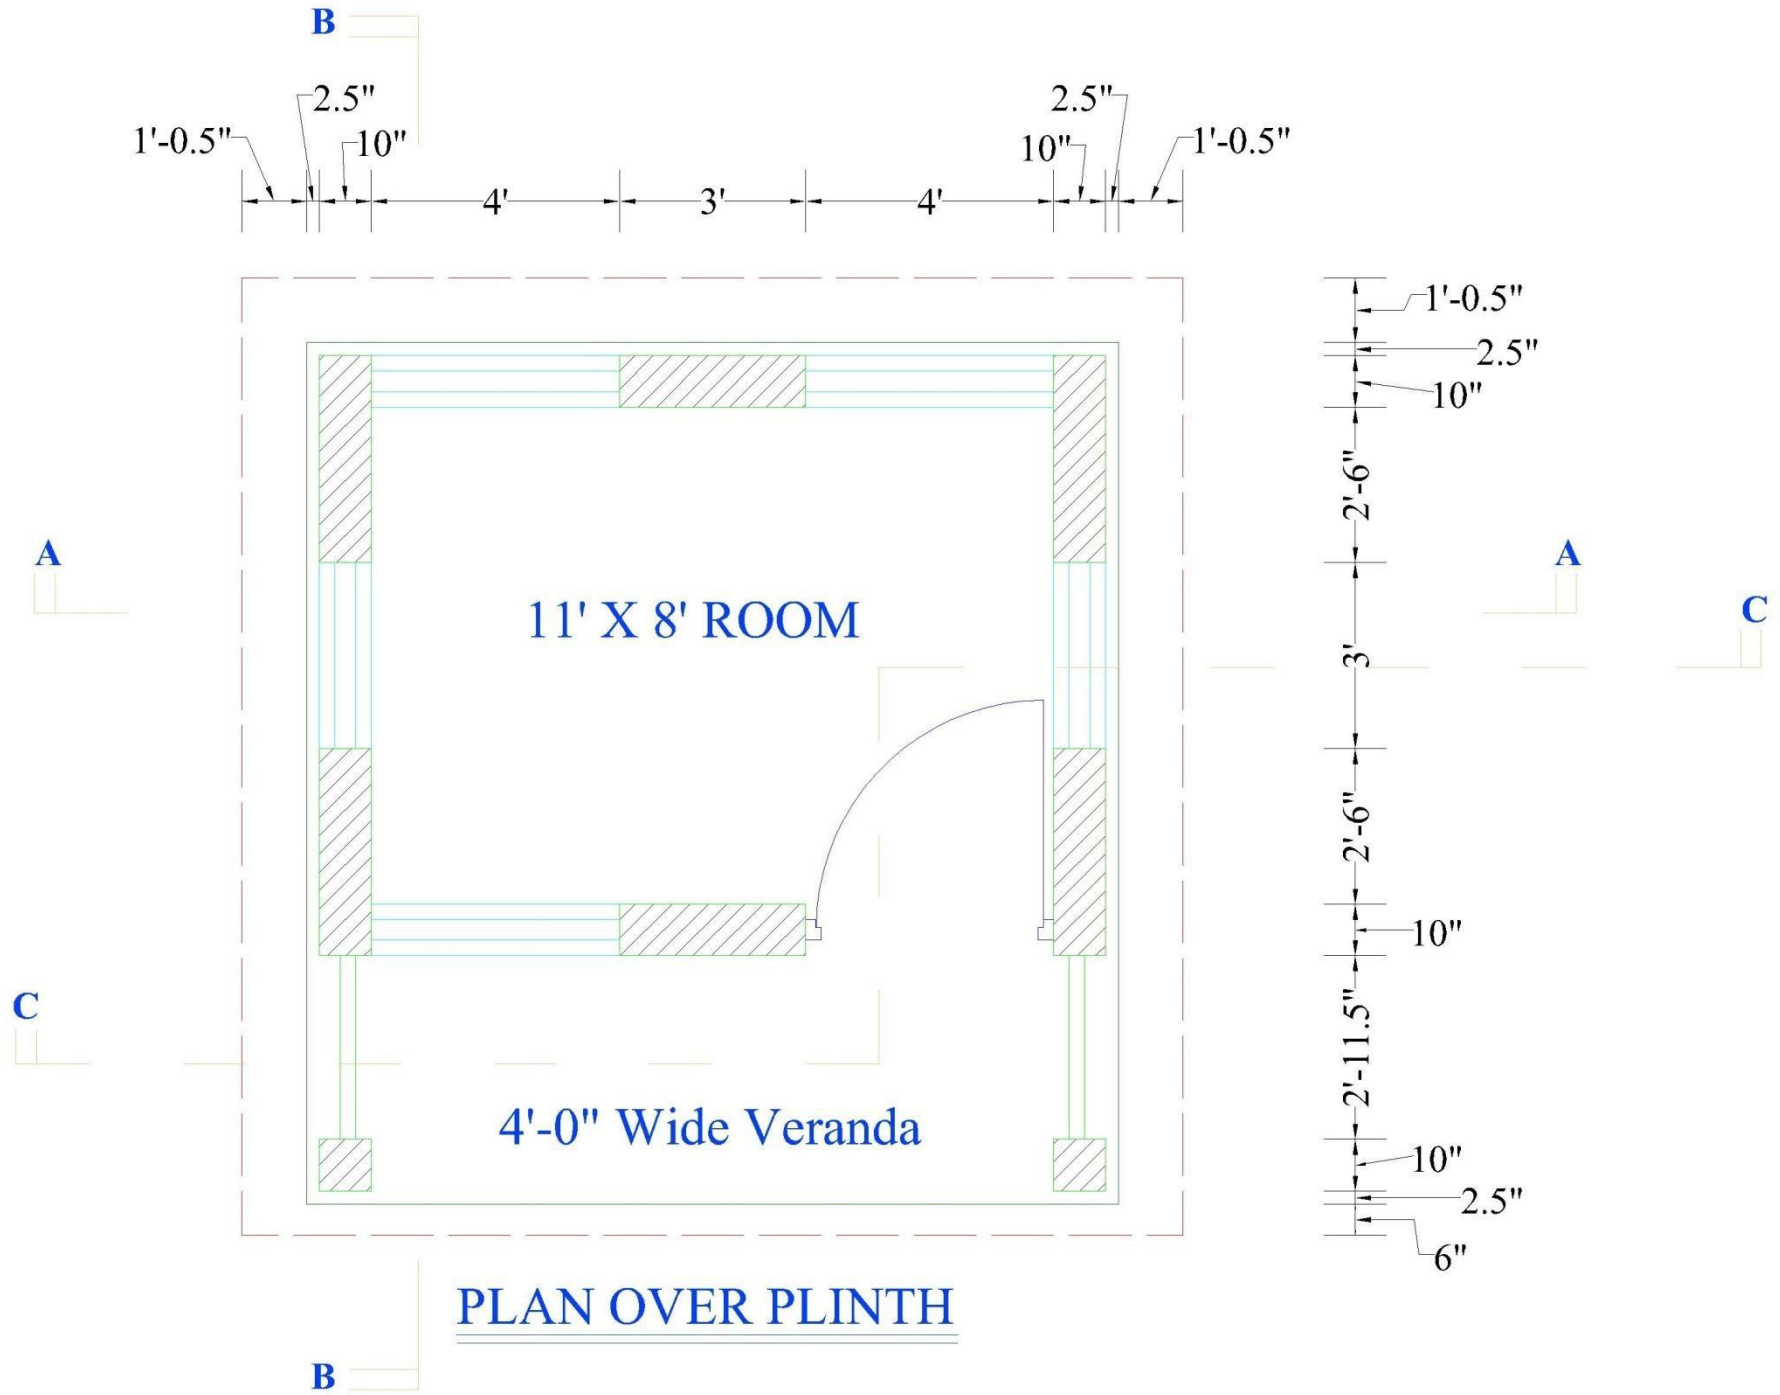 B
2.5"
2.5"
1'-0.5"
10"
10"
1'-0.5"
4'
3'
4'
1'-0.5"
2.5"
10"
2'-6"
A
A
11' X 8' ROOM
C
3'
2'-6"
10"
C
2'-11.5"
4'-0" Wide Veranda
10"
2.5"
6"
PLAN OVER PLINTH
B